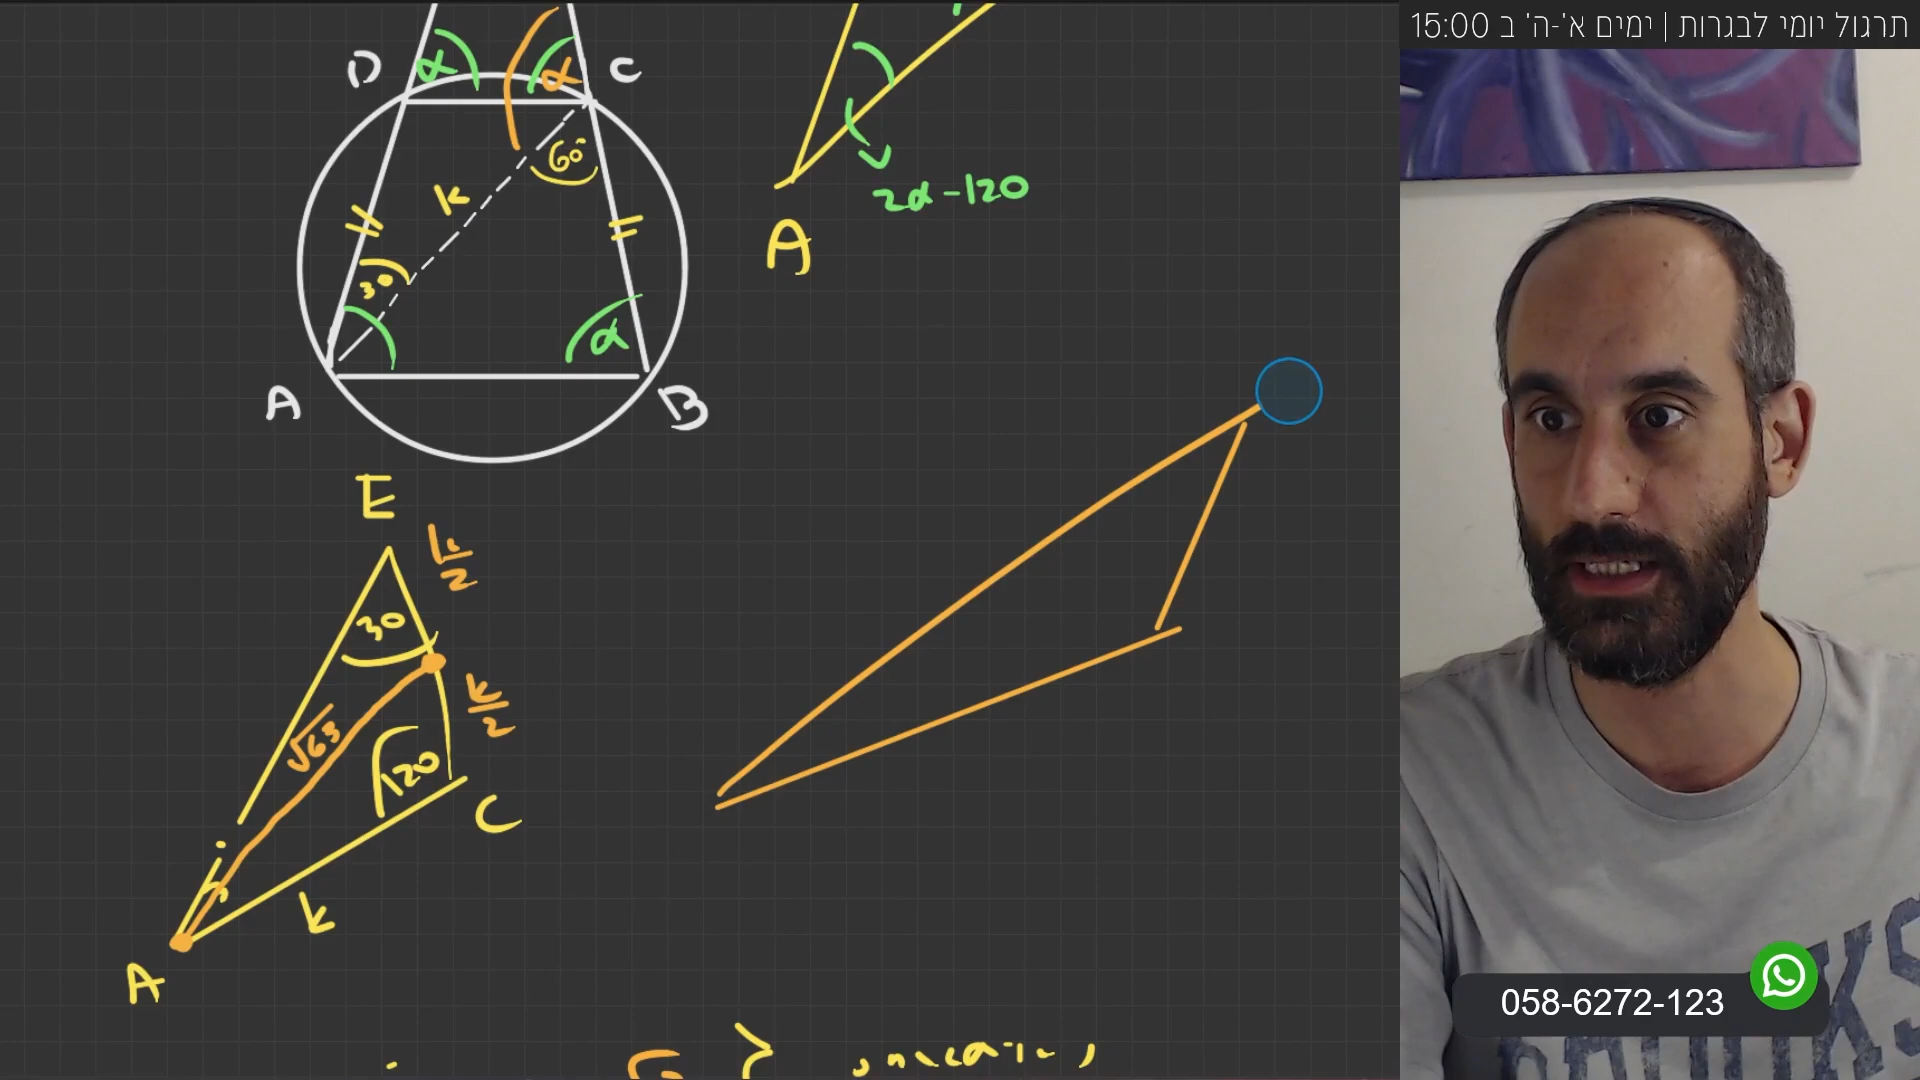 תרגול יומי לבגרות | ימים א'-ה' ב 15:00
D α α C
60°
k
30
2α-120
A
α
A B
E
k/2
30
√63
k/2
120
C
k
A
058-6272-123